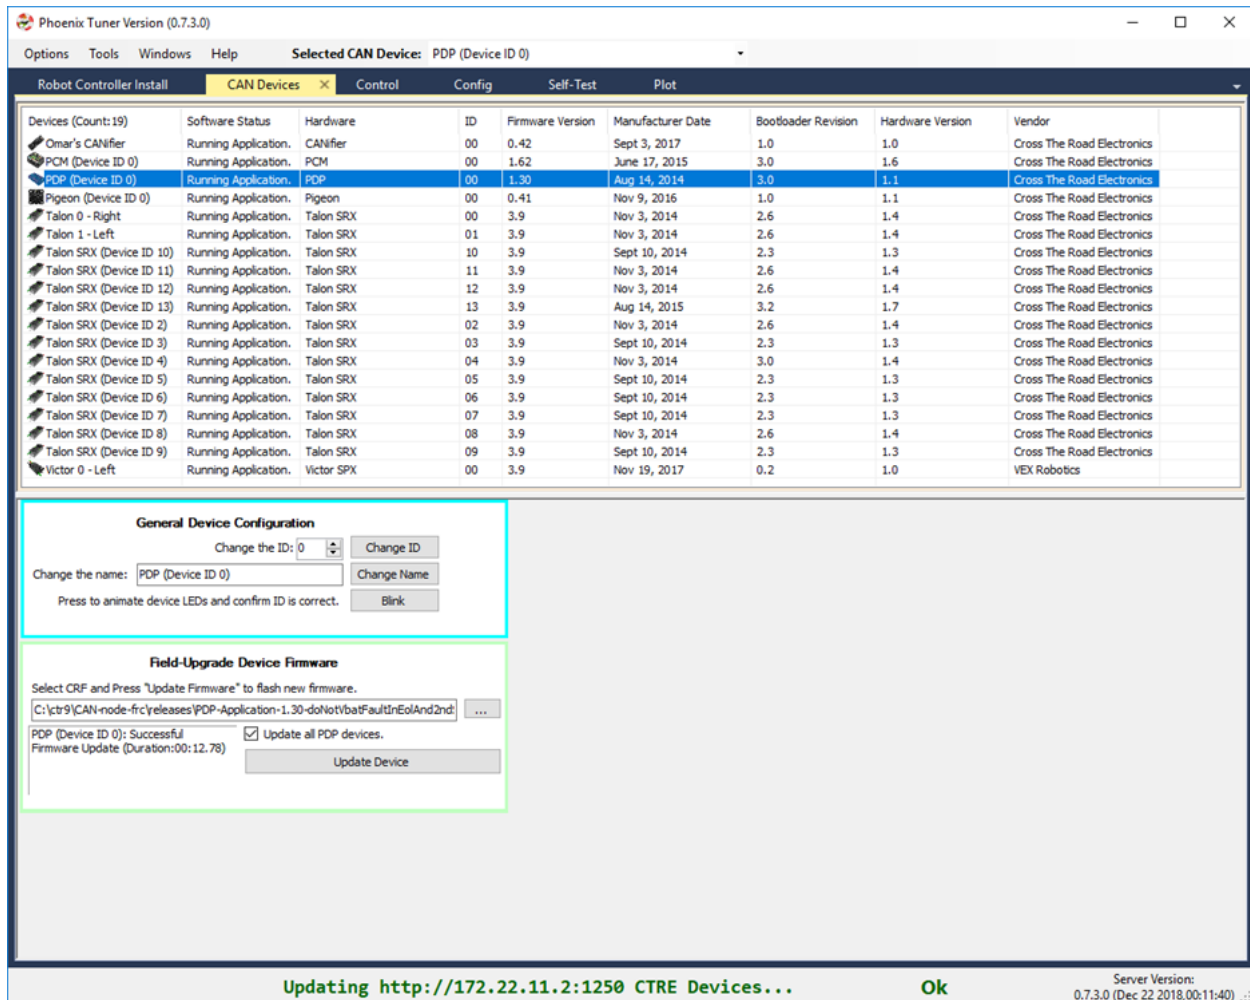 Phoenix Tuner Version (0.7.3.0)
Options Tools Windows Help Selected CAN Device: PDP (Device ID 0)
Robot Controller Install CAN Devices Control Config Self-Test Plot
Devices (Count:19) Software Status Hardware ID Firmware Version Manufacturer Date Bootloader Revision Hardware Version Vendor
Omar's CANifier Running Application. CANifier 00 0.42 Sept 3, 2017 1.0 1.0 Cross The Road Electronics
PCM (Device ID 0) Running Application. PCM 00 1.62 June 17, 2015 3.0 1.6 Cross The Road Electronics
PDP (Device ID 0) Running Application. PDP 00 1.30 Aug 14, 2014 3.0 1.1 Cross The Road Electronics
Pigeon (Device ID 0) Running Application. Pigeon 00 0.41 Nov 9, 2016 1.0 1.1 Cross The Road Electronics
Talon 0 - Right Running Application. Talon SRX 00 3.9 Nov 3, 2014 2.6 1.4 Cross The Road Electronics
Talon 1 - Left Running Application. Talon SRX 01 3.9 Nov 3, 2014 2.6 1.4 Cross The Road Electronics
Talon SRX (Device ID 10) Running Application. Talon SRX 10 3.9 Sept 10, 2014 2.3 1.3 Cross The Road Electronics
Talon SRX (Device ID 11) Running Application. Talon SRX 11 3.9 Nov 3, 2014 2.6 1.4 Cross The Road Electronics
Talon SRX (Device ID 12) Running Application. Talon SRX 12 3.9 Nov 3, 2014 2.6 1.4 Cross The Road Electronics
Talon SRX (Device ID 13) Running Application. Talon SRX 13 3.9 Aug 14, 2015 3.2 1.7 Cross The Road Electronics
Talon SRX (Device ID 2) Running Application. Talon SRX 02 3.9 Nov 3, 2014 2.6 1.4 Cross The Road Electronics
Talon SRX (Device ID 3) Running Application. Talon SRX 03 3.9 Sept 10, 2014 2.3 1.3 Cross The Road Electronics
Talon SRX (Device ID 4) Running Application. Talon SRX 04 3.9 Nov 3, 2014 3.0 1.4 Cross The Road Electronics
Talon SRX (Device ID 5) Running Application. Talon SRX 05 3.9 Sept 10, 2014 2.3 1.3 Cross The Road Electronics
Talon SRX (Device ID 6) Running Application. Talon SRX 06 3.9 Sept 10, 2014 2.3 1.3 Cross The Road Electronics
Talon SRX (Device ID 7) Running Application. Talon SRX 07 3.9 Sept 10, 2014 2.3 1.3 Cross The Road Electronics
Talon SRX (Device ID 8) Running Application. Talon SRX 08 3.9 Nov 3, 2014 2.6 1.4 Cross The Road Electronics
Talon SRX (Device ID 9) Running Application. Talon SRX 09 3.9 Sept 10, 2014 2.3 1.3 Cross The Road Electronics
Victor 0 - Left Running Application. Victor SPX 00 3.9 Nov 19, 2017 0.2 1.0 VEX Robotics
General Device Configuration
Change the ID: 0 Change ID
Change the name: PDP (Device ID 0) Change Name
Press to animate device LEDs and confirm ID is correct. Blink
Field-Upgrade Device Firmware
Select CRF and Press "Update Firmware" to flash new firmware.
C:\ctr9\CAN-node-frc\releases\PDP-Application-1.30-doNotVbatFaultInEolAnd2nd: ...
PDP (Device ID 0): Successful
Firmware Update (Duration:00:12.78)
Update all PDP devices.
Update Device
Updating http://172.22.11.2:1250 CTRE Devices... Ok
Server Version:
0.7.3.0 (Dec 22 2018,00:11:40)